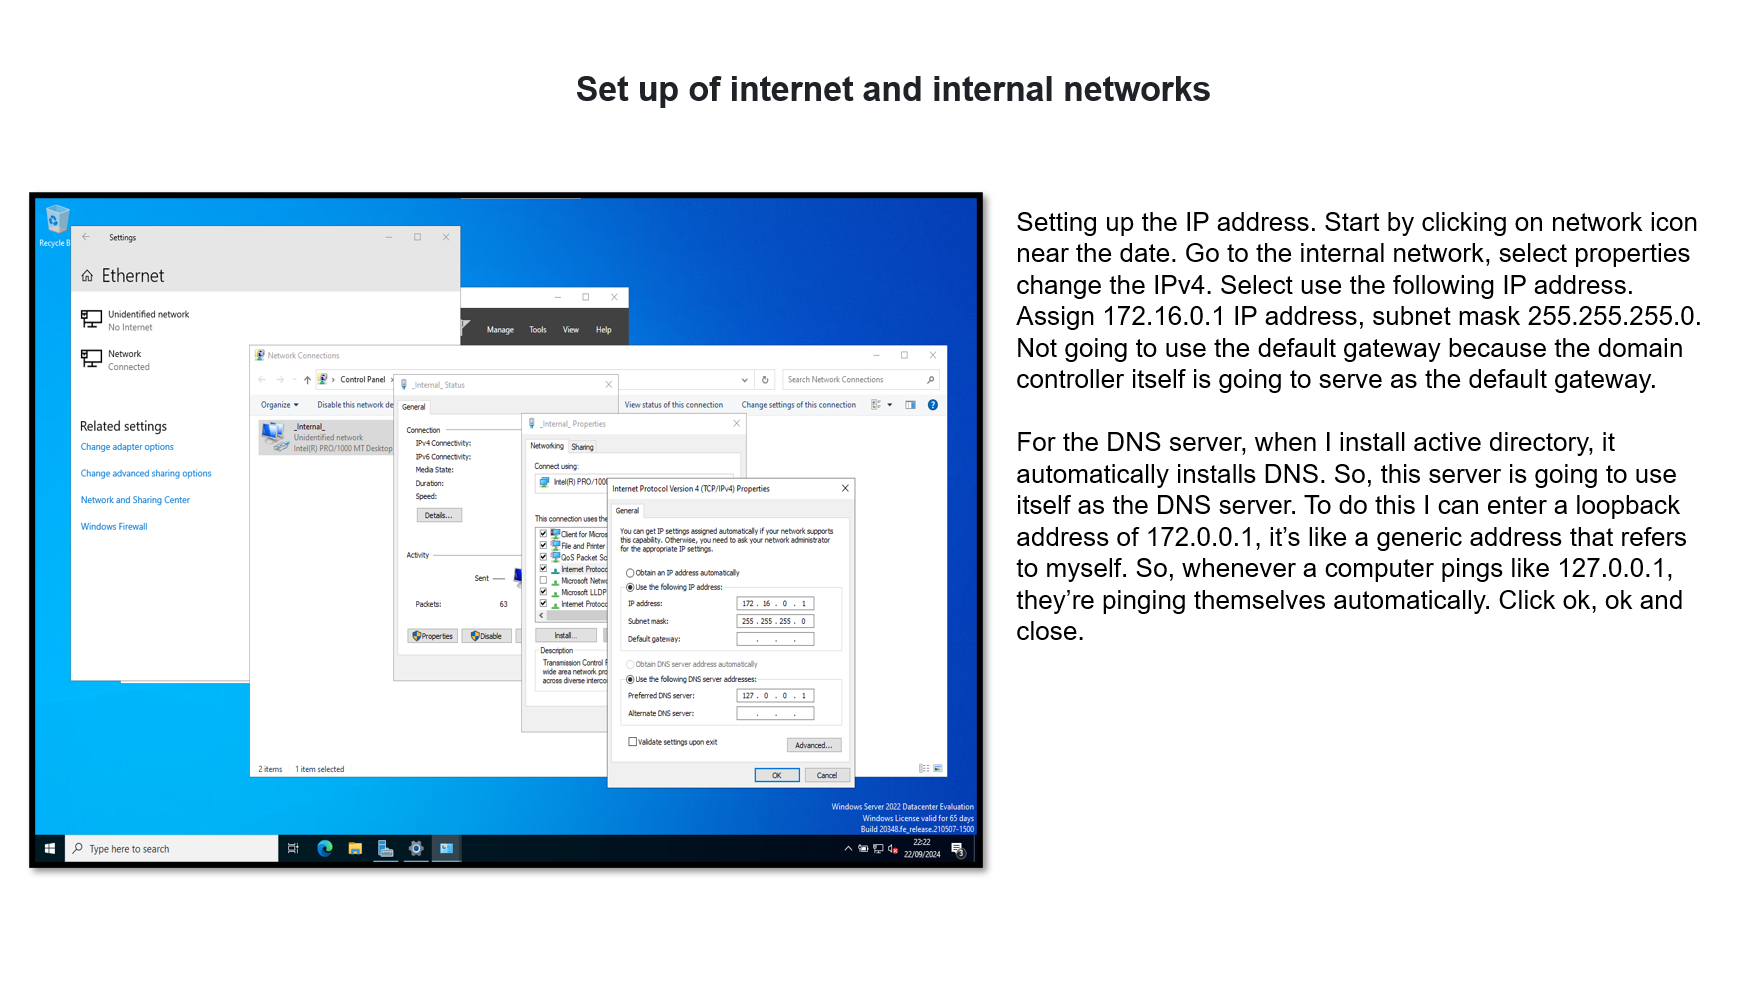 Set up of internet and internal networks
Recycle B
Settings
Ethernet
Unidentified network
No Internet
Network
Connected
Related settings
Change adapter options
Change advanced sharing options
Network and Sharing Center
Windows Firewall
Manage Tools View Help
Network Connections
Control Panel
Search Network Connections
Organize Disable this network de
View status of this connection Change settings of this connection
_Internal_
Unidentified network
Intel(R) PRO/1000 MT Desktop
2 items 1 item selected
_Internal_ Status
General
Connection
IPv4 Connectivity:
IPv6 Connectivity:
Media State:
Duration:
Speed:
Details...
Activity
Sent
Packets: 63
Properties Disable
_Internal_ Properties
Networking Sharing
Connect using:
Intel(R) PRO/100
This connection uses the
Client for Micros
File and Printer
QoS Packet Sc
Internet Protoco
Microsoft Netw
Microsoft LLDP
Internet Protoco
Install...
Description
Transmission Control P
wide area network pro
across diverse interco
Internet Protocol Version 4 (TCP/IPv4) Properties
General
You can get IP settings assigned automatically if your network supports
this capability. Otherwise, you need to ask your network administrator
for the appropriate IP settings.
Obtain an IP address automatically
Use the following IP address:
IP address: 172 . 16 . 0 . 1
Subnet mask: 255 . 255 . 255 . 0
Default gateway: . . .
Obtain DNS server address automatically
Use the following DNS server addresses:
Preferred DNS server: 127 . 0 . 0 . 1
Alternate DNS server: . . .
Validate settings upon exit
Advanced...
OK Cancel
Windows Server 2022 Datacenter Evaluation
Windows License valid for 65 days
Build 20348.fe_release.210507-1500
Type here to search
22:22
22/09/2024
3
Setting up the IP address. Start by clicking on network icon
near the date. Go to the internal network, select properties
change the IPv4. Select use the following IP address.
Assign 172.16.0.1 IP address, subnet mask 255.255.255.0.
Not going to use the default gateway because the domain
controller itself is going to serve as the default gateway.
For the DNS server, when I install active directory, it
automatically installs DNS. So, this server is going to use
itself as the DNS server. To do this I can enter a loopback
address of 172.0.0.1, it’s like a generic address that refers
to myself. So, whenever a computer pings like 127.0.0.1,
they’re pinging themselves automatically. Click ok, ok and
close.